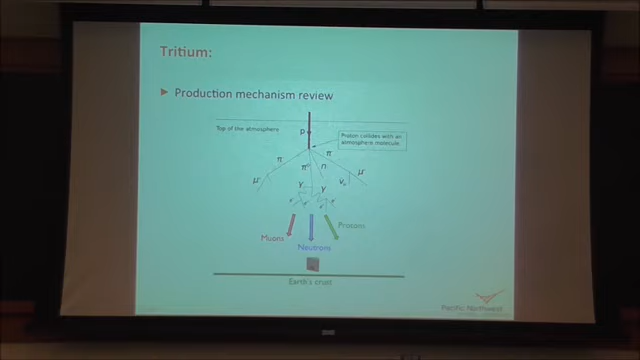 Tritium:
► Production mechanism review
Top of the atmosphere
p
Proton collides with an
atmosphere molecule
π
π
π⁰
n
μ
μ
γ
γ
Muons
Neutrons
Protons
Earth's crust
Pacific Northwest